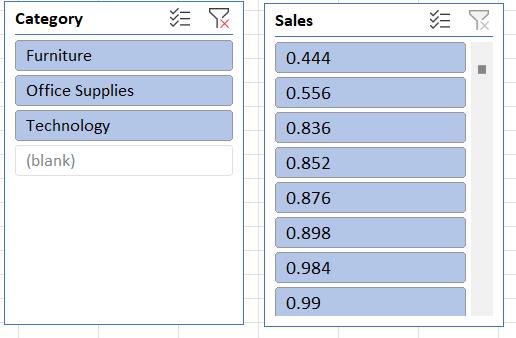 Category
Furniture
Office Supplies
Technology
(blank)
Sales
0.444
0.556
0.836
0.852
0.876
0.898
0.984
0.99